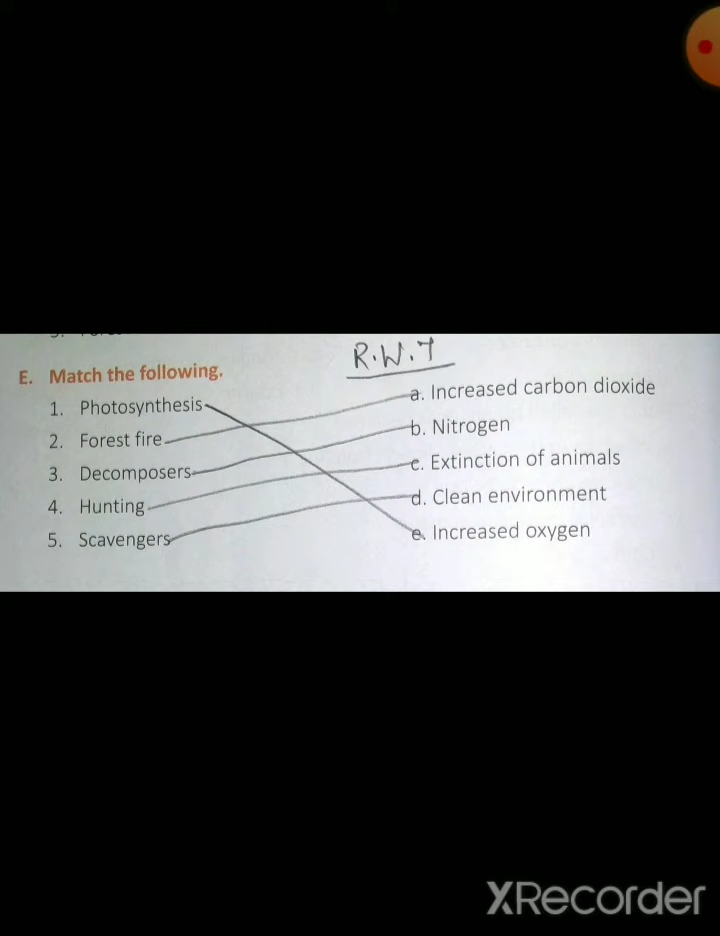 R.W.T
E. Match the following.
1. Photosynthesis
2. Forest fire
3. Decomposers
4. Hunting
5. Scavengers
a. Increased carbon dioxide
b. Nitrogen
c. Extinction of animals
d. Clean environment
e. Increased oxygen
XRecorder